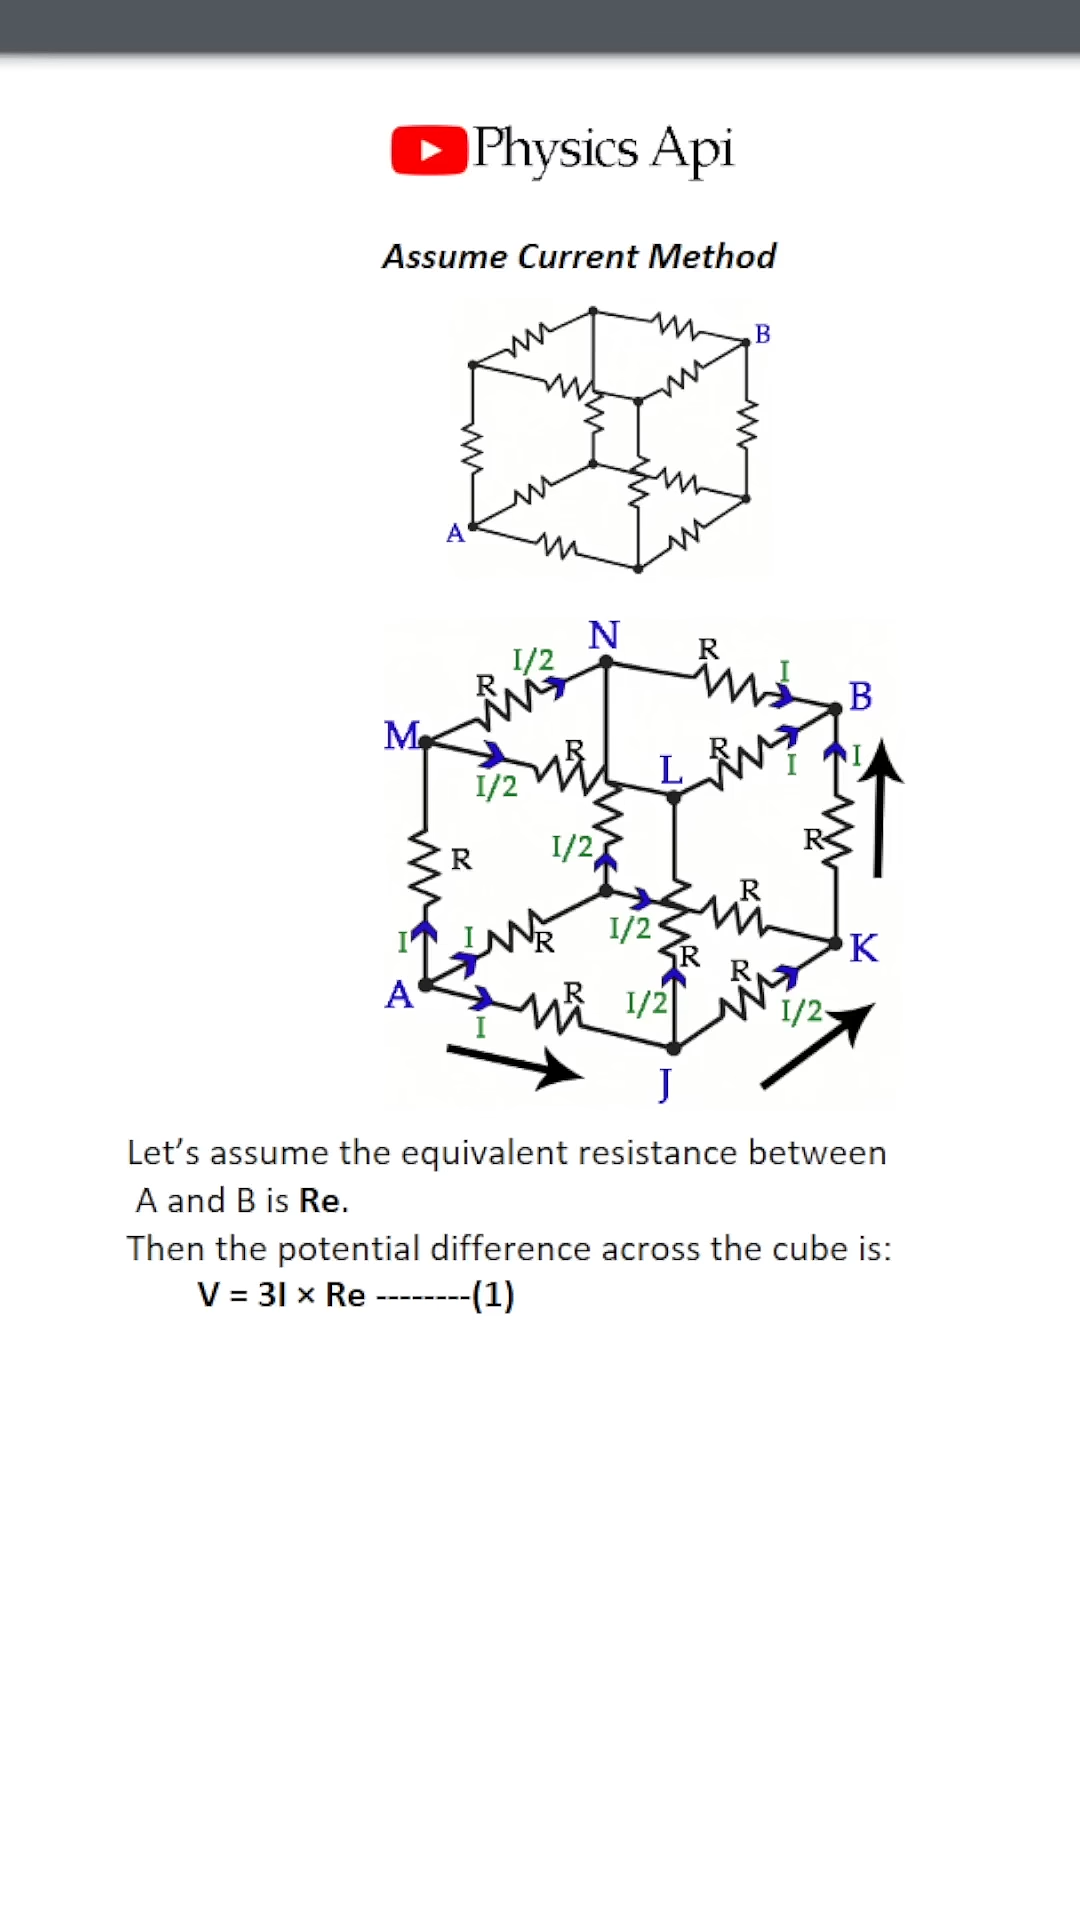 Physics Api
Assume Current Method
B
A
N
I/2
R
R
I
B
M
R
R
L
I
I
I/2
R
R
I/2
R
I/2
I
I
R
K
R
R
A
R
I/2
I/2
I
J
Let's assume the equivalent resistance between
A and B is Re.
Then the potential difference across the cube is:
V = 3I × Re --------(1)